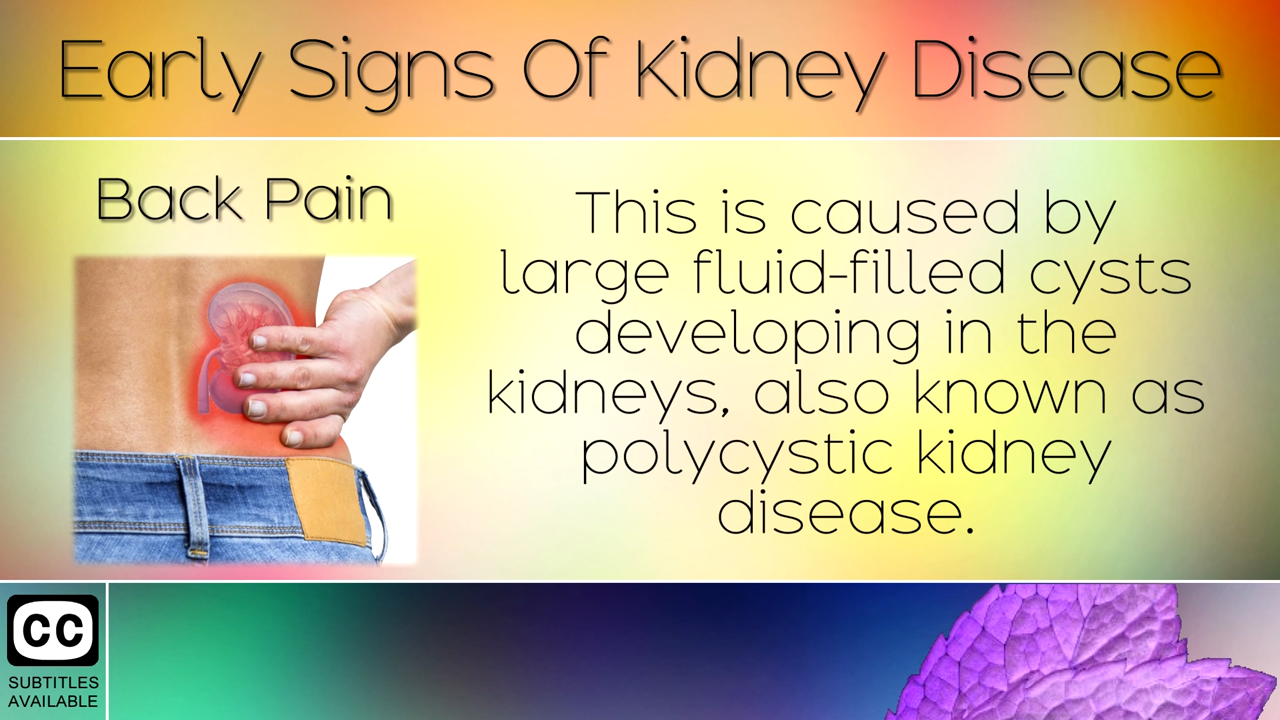 Early Signs Of Kidney Disease
Back Pain
This is caused by
large fluid-filled cysts
developing in the
kidneys, also known as
polycystic kidney
disease.
CC
SUBTITLES
AVAILABLE